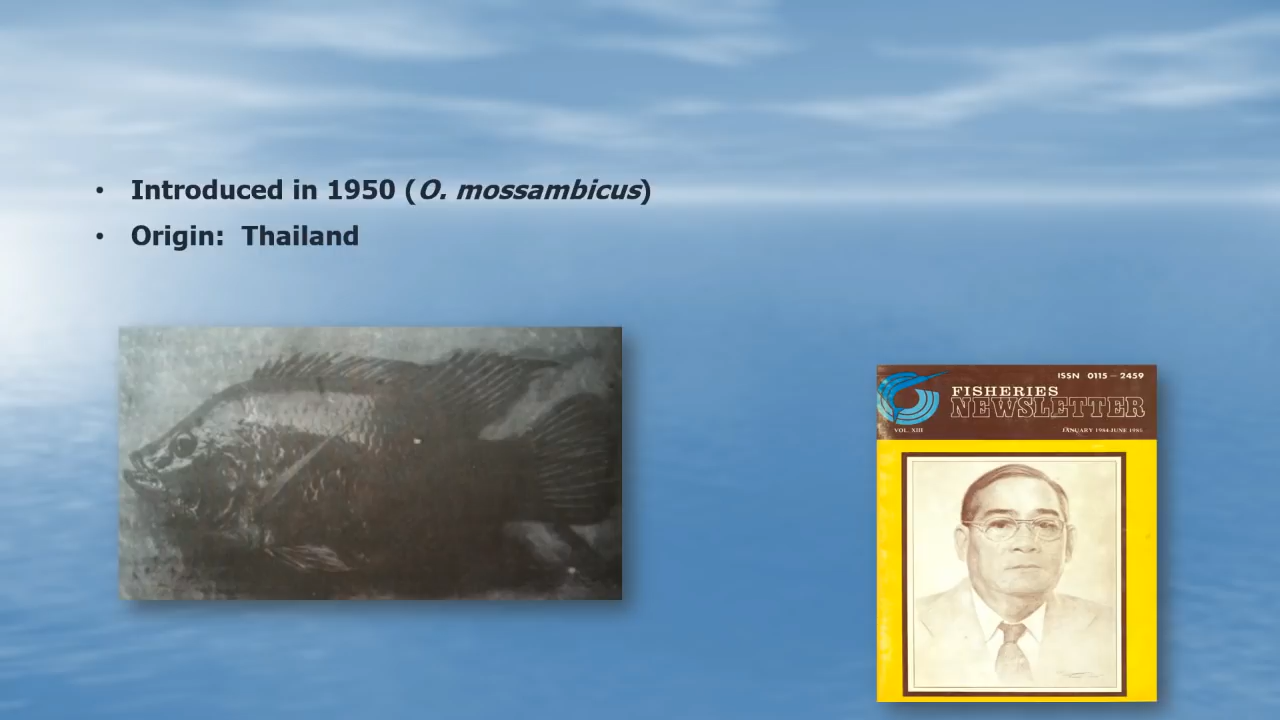 • Introduced in 1950 (O. mossambicus)
• Origin: Thailand
ISSN 0115 - 2459
FISHERIES
NEWSLETTER
VOL. XIII
JANUARY 1984-JUNE 1985